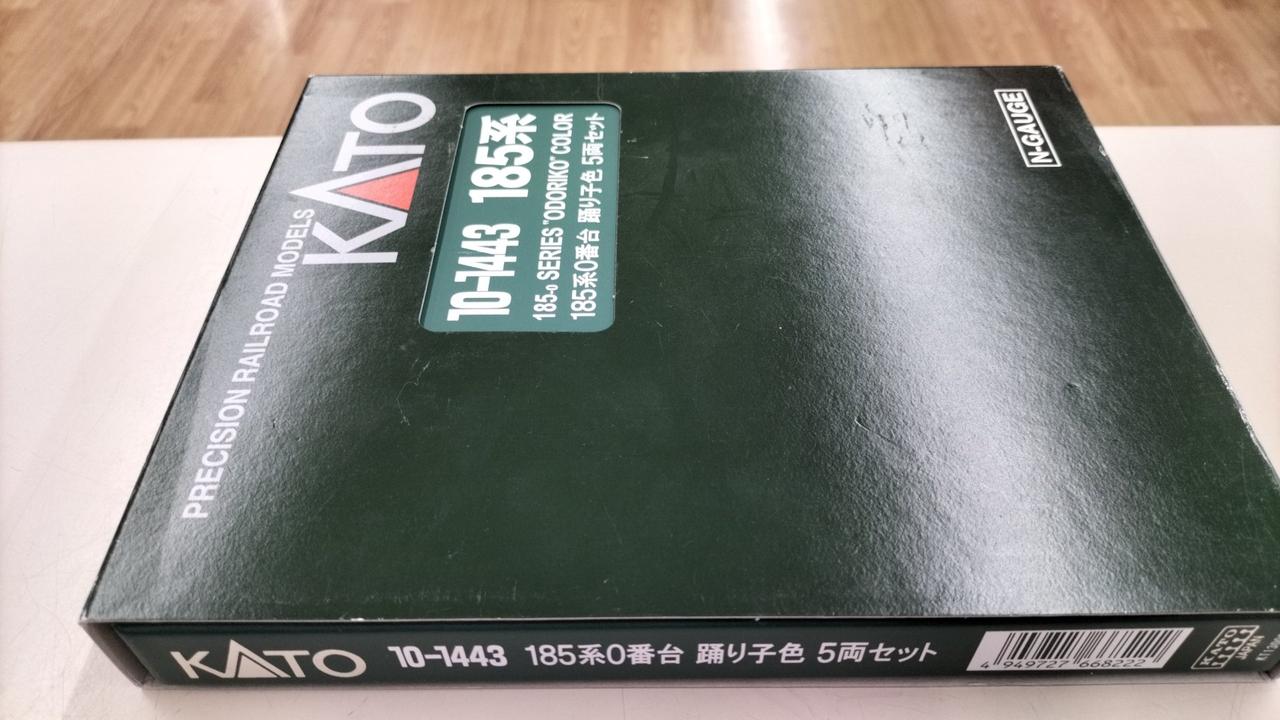 PRECISION RAILROAD MODELS
KATO
10-1443 185系
185-0 SERIES "ODORIKO" COLOR
185系0番台 踊り子色 5両セット
N-GAUGE
KATO 10-1443 185系0番台 踊り子色 5両セット
4 949727 668222
KATO
JAPAN